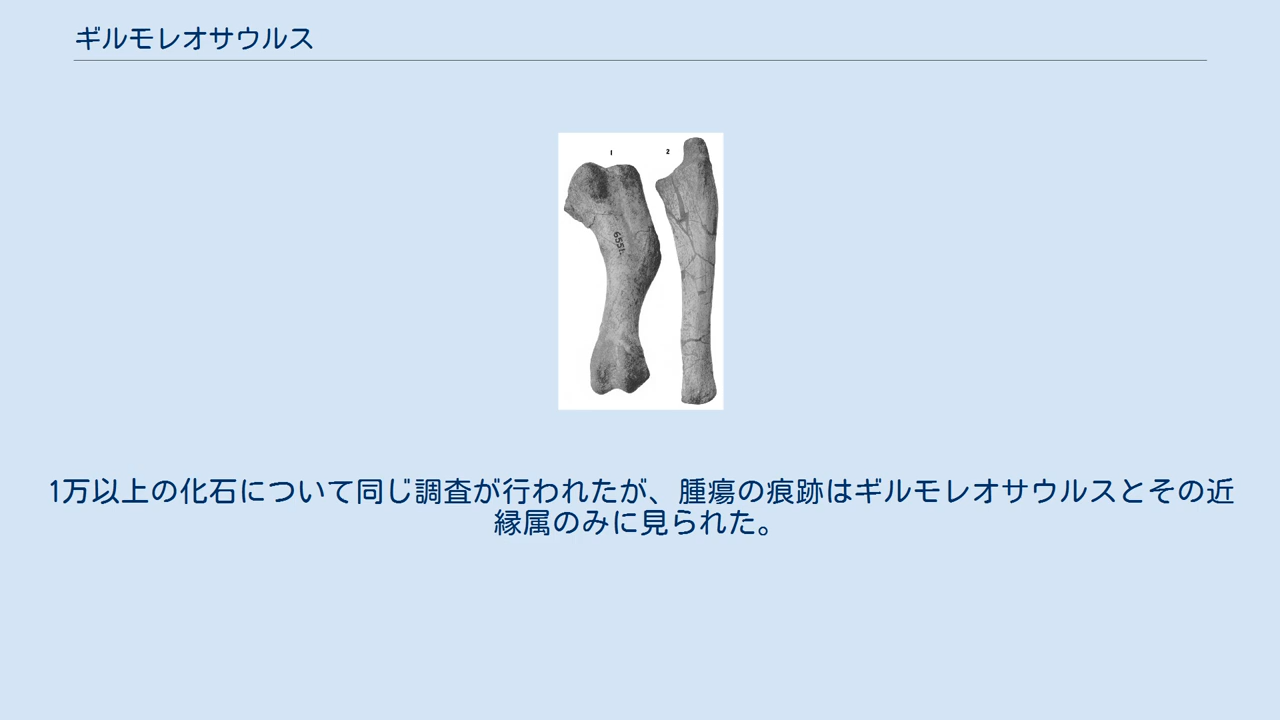 ギルモレオサウルス
1 2
6551
1万以上の化石について同じ調査が行われたが、腫瘍の痕跡はギルモレオサウルスとその近
縁属のみに見られた。